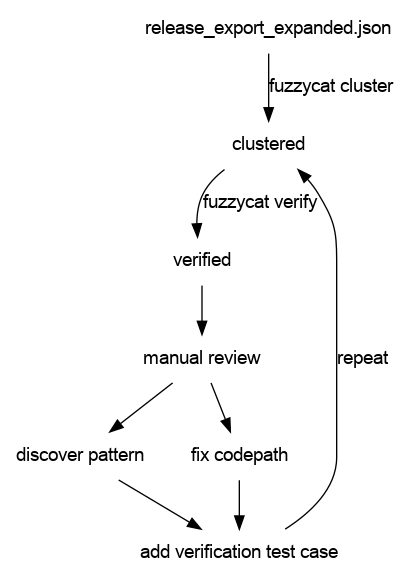 release_export_expanded.json
fuzzycat cluster
clustered
fuzzycat verify
verified
manual review
repeat
discover pattern
fix codepath
add verification test case